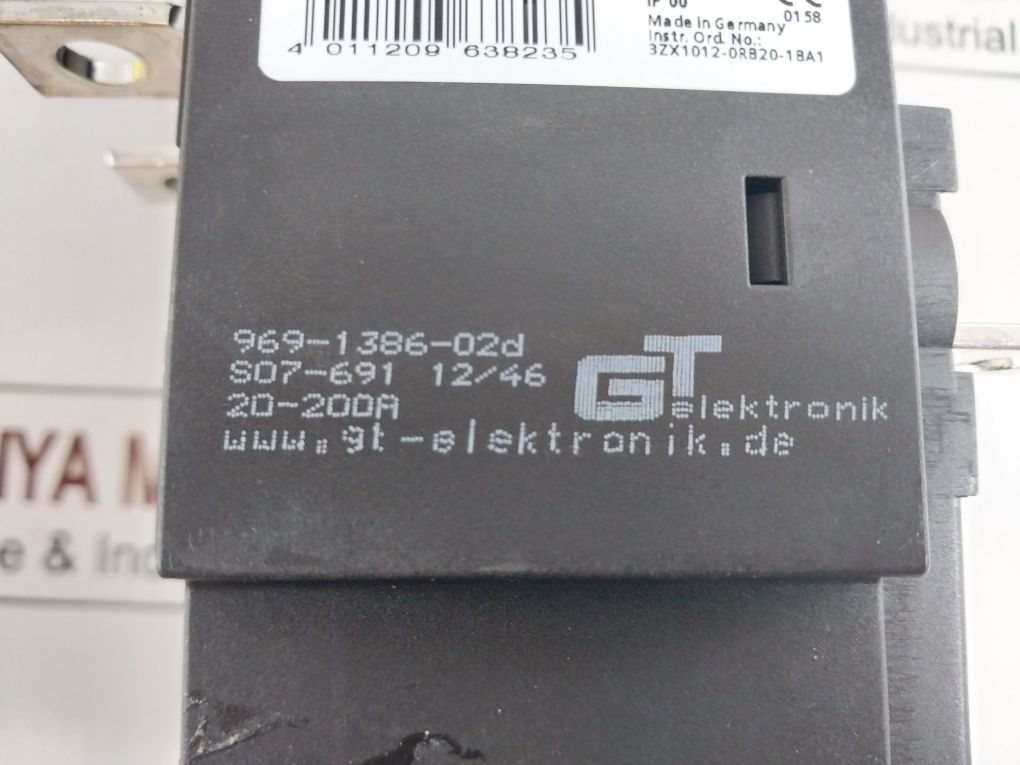 IP 00
Made in Germany
0158
Instr. Ord. No.:
3ZX1012-0RB20-1BA1
4 011209 638235
ustrial
969-1386-02d
S07-691 12/46
20-200A
GT elektronik
www.gt-elektronik.de
NYA M
e & Ind